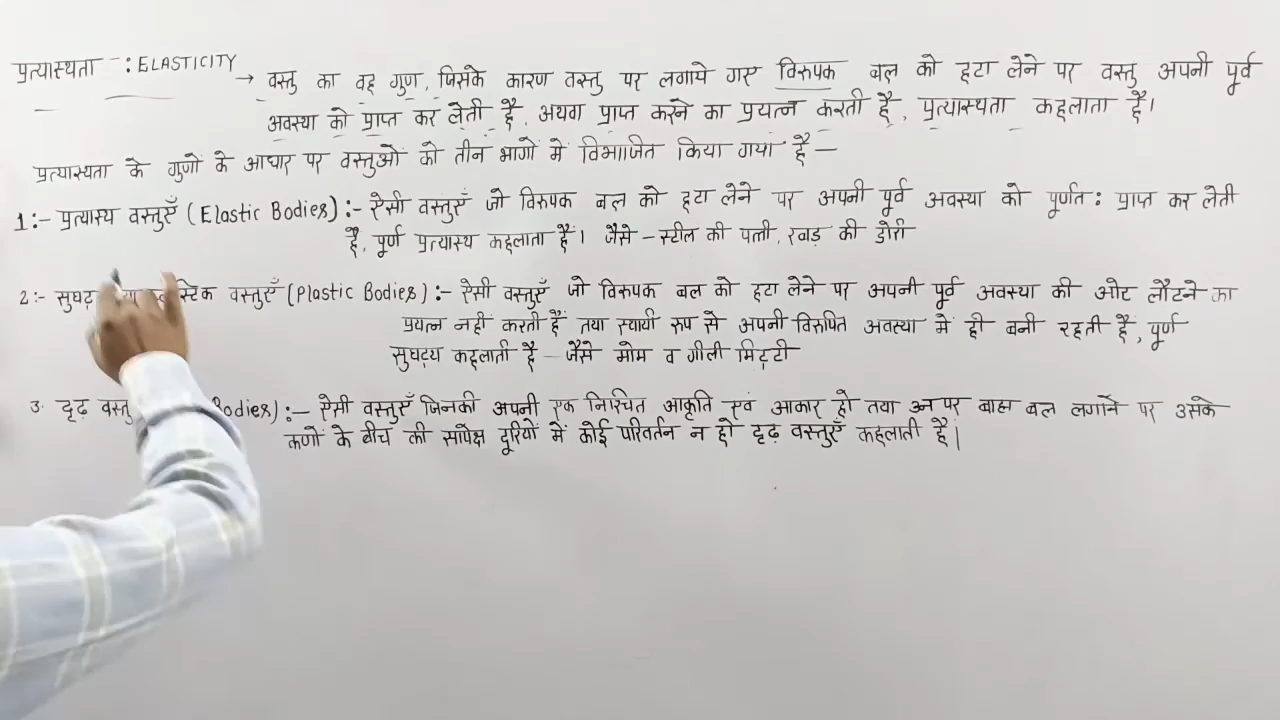 प्रत्यास्थता - : ELASTICITY → वस्तु का वह गुण, जिसके कारण वस्तु पर लगाये गए विरुपक बल को हटा लेने पर वस्तु अपनी पूर्व
अवस्था को प्राप्त कर लेती है, अथवा प्राप्त करने का प्रयत्न करती है, प्रत्यास्थता कहलाता है।
प्रत्यास्थता के गुणों के आधार पर वस्तुओं को तीन भागों में विभाजित किया गया है –
1:- प्रत्यास्थ वस्तुएँ (Elastic Bodies) :- ऐसी वस्तुएँ जो विरुपक बल को हटा लेने पर अपनी पूर्व अवस्था को पूर्णत: प्राप्त कर लेती
है, पूर्ण प्रत्यास्थ कहलाता है। जैसे – स्टील की पत्ती, रबाड़ की डोरी
2:- वस्तुएँ (Plastic Bodies) :- ऐसी वस्तुएँ जो विरुपक बल को हटा लेने पर अपनी पूर्व अवस्था की ओर लौटने का
प्रयत्न नहीं करती हैं तथा स्थायी रुप से अपनी विरुपित अवस्था में ही बनी रहती हैं, पूर्ण
सुघट्य कहलाती है – जैसे मोम व गीली मिट्टी
3. दृढ़ Bodies) :- ऐसी वस्तुएँ जिनकी अपनी एक निश्चित आकृति एवं आकार हो तथा उन पर बाह्य बल लगाने पर उसके
कणों के बीच की सापेक्ष दूरियों में कोई परिवर्तन न हो दृढ़ वस्तुएँ कहलाती है।